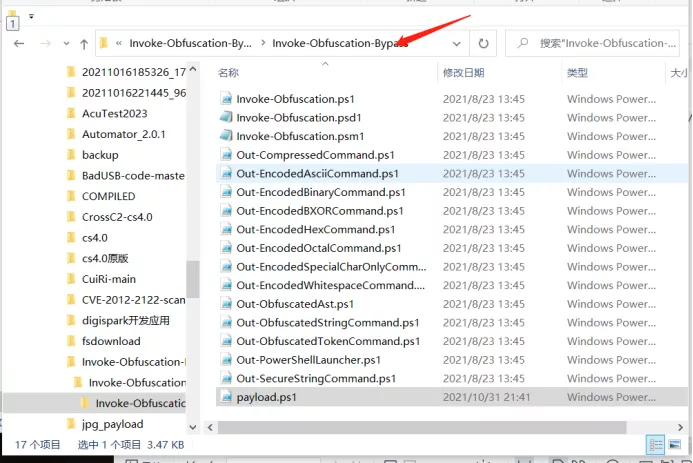 1
« Invoke-Obfuscation-By... > Invoke-Obfuscation-Bypass
搜索"Invoke-Obfuscation-...
20211016185326_17
20211016221445_96
AcuTest2023
Automator_2.0.1
backup
BadUSB-code-master
COMPILED
CrossC2-cs4.0
cs4.0
cs4.0原版
CuiRi-main
CVE-2012-2122-scan
digispark开发应用
fsdownload
Invoke-Obfuscation-
Invoke-Obfuscation
Invoke-Obfuscatio
jpg_payload
名称 修改日期 类型 大小
Invoke-Obfuscation.ps1 2021/8/23 13:45 Windows Power...
Invoke-Obfuscation.psd1 2021/8/23 13:45 Windows Power...
Invoke-Obfuscation.psm1 2021/8/23 13:45 Windows Power...
Out-CompressedCommand.ps1 2021/8/23 13:45 Windows Power...
Out-EncodedAsciiCommand.ps1 2021/8/23 13:45 Windows Power...
Out-EncodedBinaryCommand.ps1 2021/8/23 13:45 Windows Power...
Out-EncodedBXORCommand.ps1 2021/8/23 13:45 Windows Power...
Out-EncodedHexCommand.ps1 2021/8/23 13:45 Windows Power...
Out-EncodedOctalCommand.ps1 2021/8/23 13:45 Windows Power...
Out-EncodedSpecialCharOnlyComm... 2021/8/23 13:45 Windows Power...
Out-EncodedWhitespaceCommand.... 2021/8/23 13:45 Windows Power...
Out-ObfuscatedAst.ps1 2021/8/23 13:45 Windows Power...
Out-ObfuscatedStringCommand.ps1 2021/8/23 13:45 Windows Power...
Out-ObfuscatedTokenCommand.ps1 2021/8/23 13:45 Windows Power...
Out-PowerShellLauncher.ps1 2021/8/23 13:45 Windows Power...
Out-SecureStringCommand.ps1 2021/8/23 13:45 Windows Power...
payload.ps1 2021/10/31 21:41 Windows Power...
17 个项目 选中 1 个项目 3.47 KB